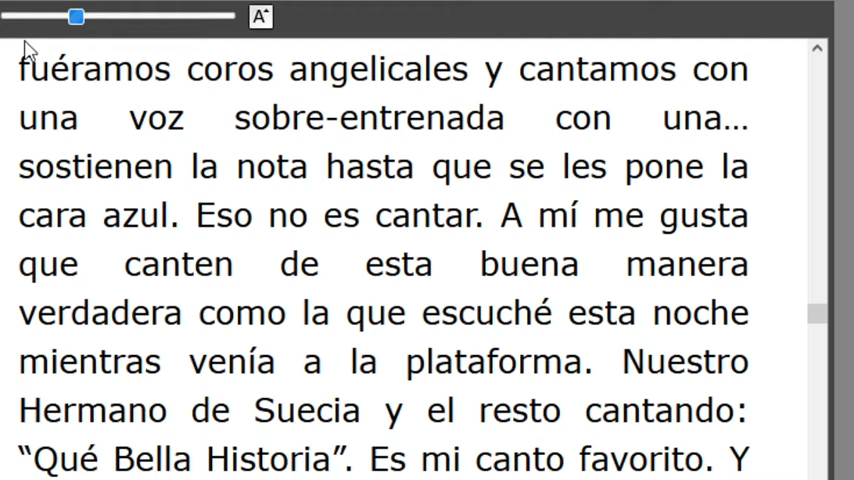 A
fuéramos coros angelicales y cantamos con
una voz sobre-entrenada con una...
sostienen la nota hasta que se les pone la
cara azul. Eso no es cantar. A mí me gusta
que canten de esta buena manera
verdadera como la que escuché esta noche
mientras venía a la plataforma. Nuestro
Hermano de Suecia y el resto cantando:
“Qué Bella Historia”. Es mi canto favorito. Y